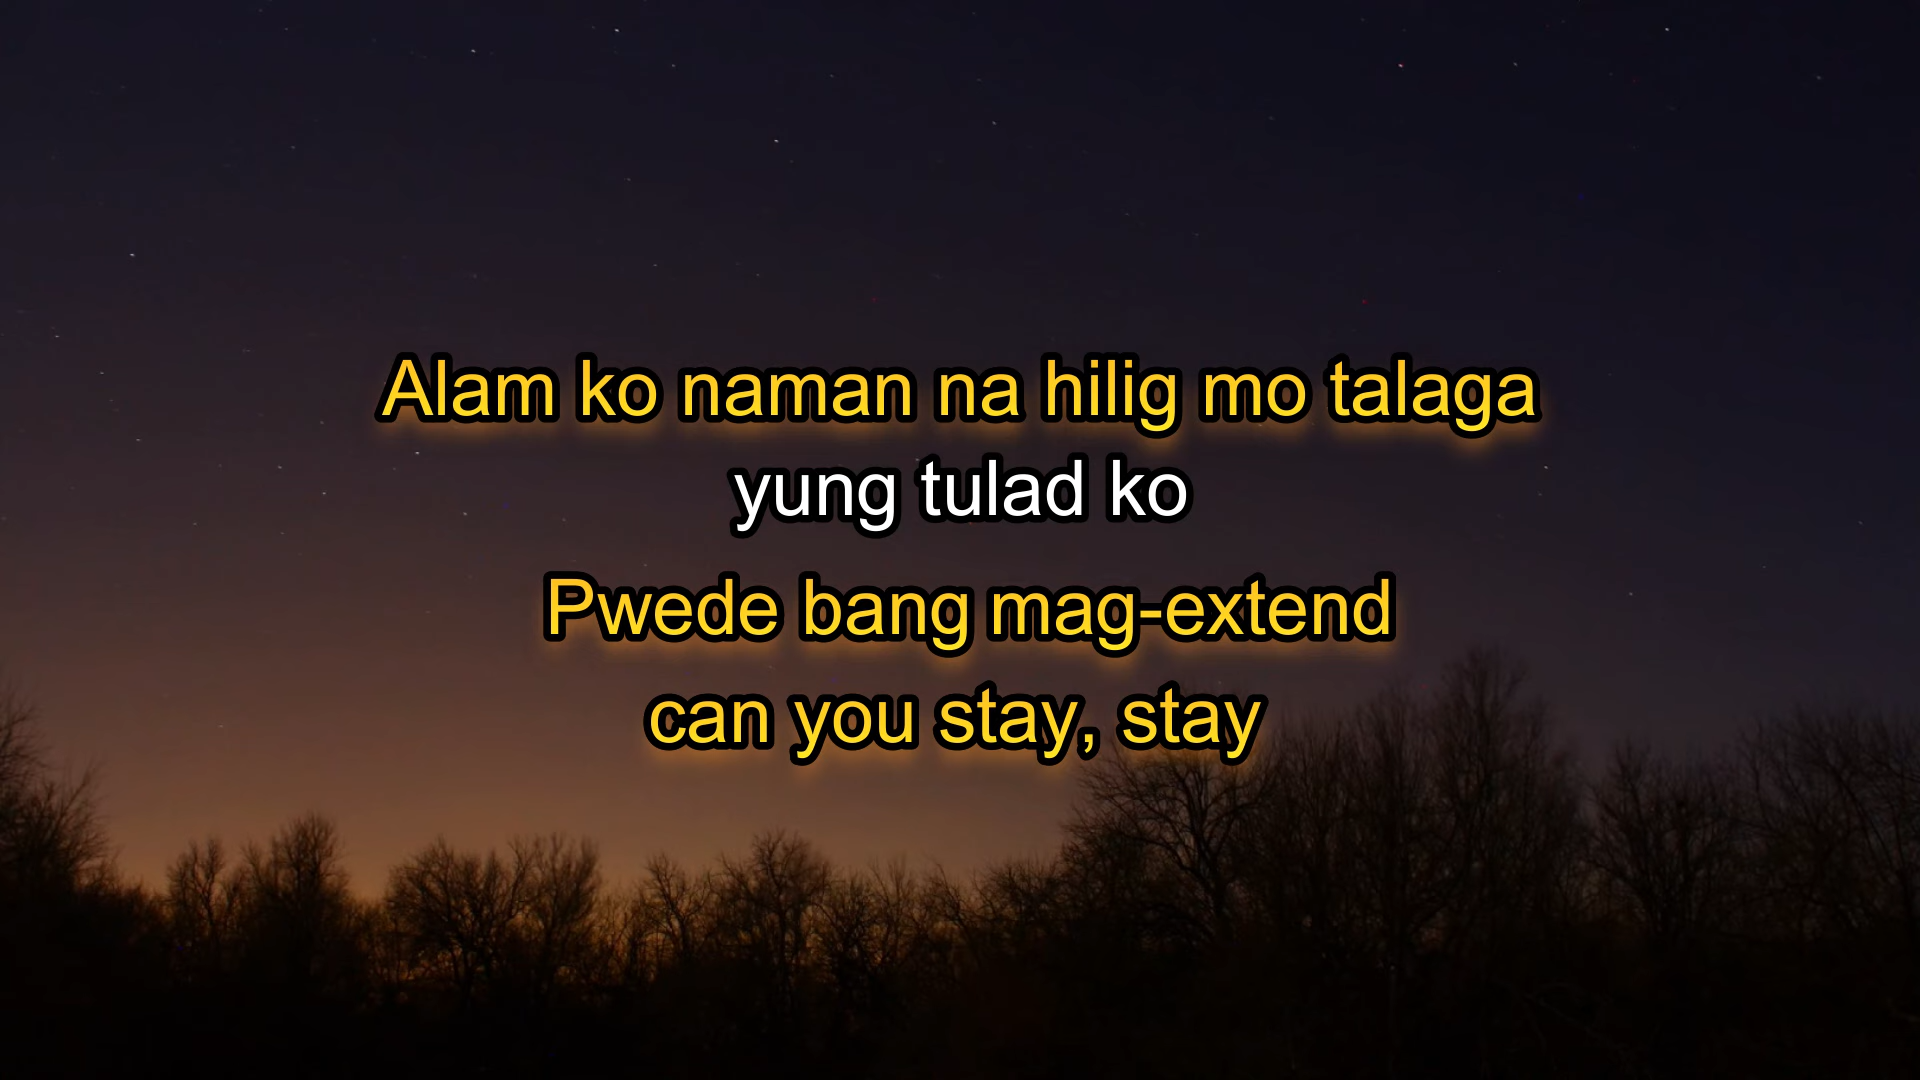 Alam ko naman na hilig mo talaga
yung tulad ko
Pwede bang mag-extend
can you stay, stay